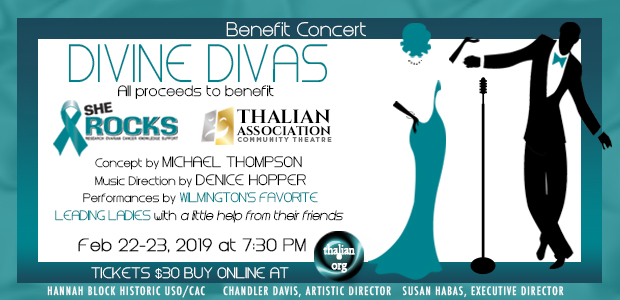 Benefit Concert
DIVINE DIVAS
All proceeds to benefit
SHE
ROCKS
RESEARCH OVARIAN CANCER KNOWLEDGE SUPPORT
THALIAN
ASSOCIATION
COMMUNITY THEATRE
Concept by MICHAEL THOMPSON
Music Direction by DENICE HOPPER
Performances by WILMINGTON'S FAVORITE
LEADING LADIES with a little help from their friends
Feb 22-23, 2019 at 7:30 PM
thalian
.org
TICKETS $30 BUY ONLINE AT
HANNAH BLOCK HISTORIC USO/CAC CHANDLER DAVIS, ARTISTIC DIRECTOR SUSAN HABAS, EXECUTIVE DIRECTOR